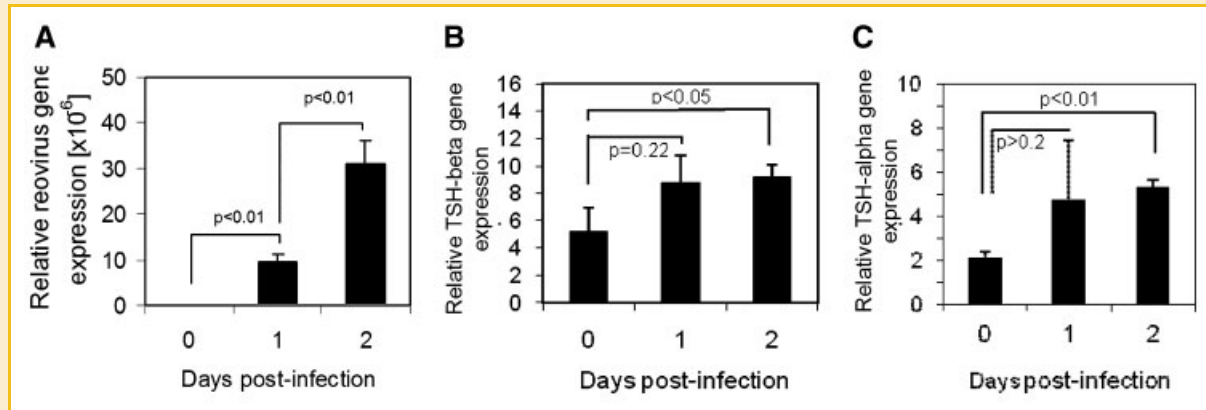 A
Relative reovirus gene
expression [x10⁶]
50
40
30
20
10
0
p<0.01
p<0.01
0 1 2
Days post-infection
B
Relative TSH-beta gene
expression
16
14
12
10
8
6
4
2
0
p<0.05
p=0.22
0 1 2
Days post-infection
C
Relative TSH-alpha gene
expression
10
8
6
4
2
0
p<0.01
p>0.2
0 1 2
Days post-infection